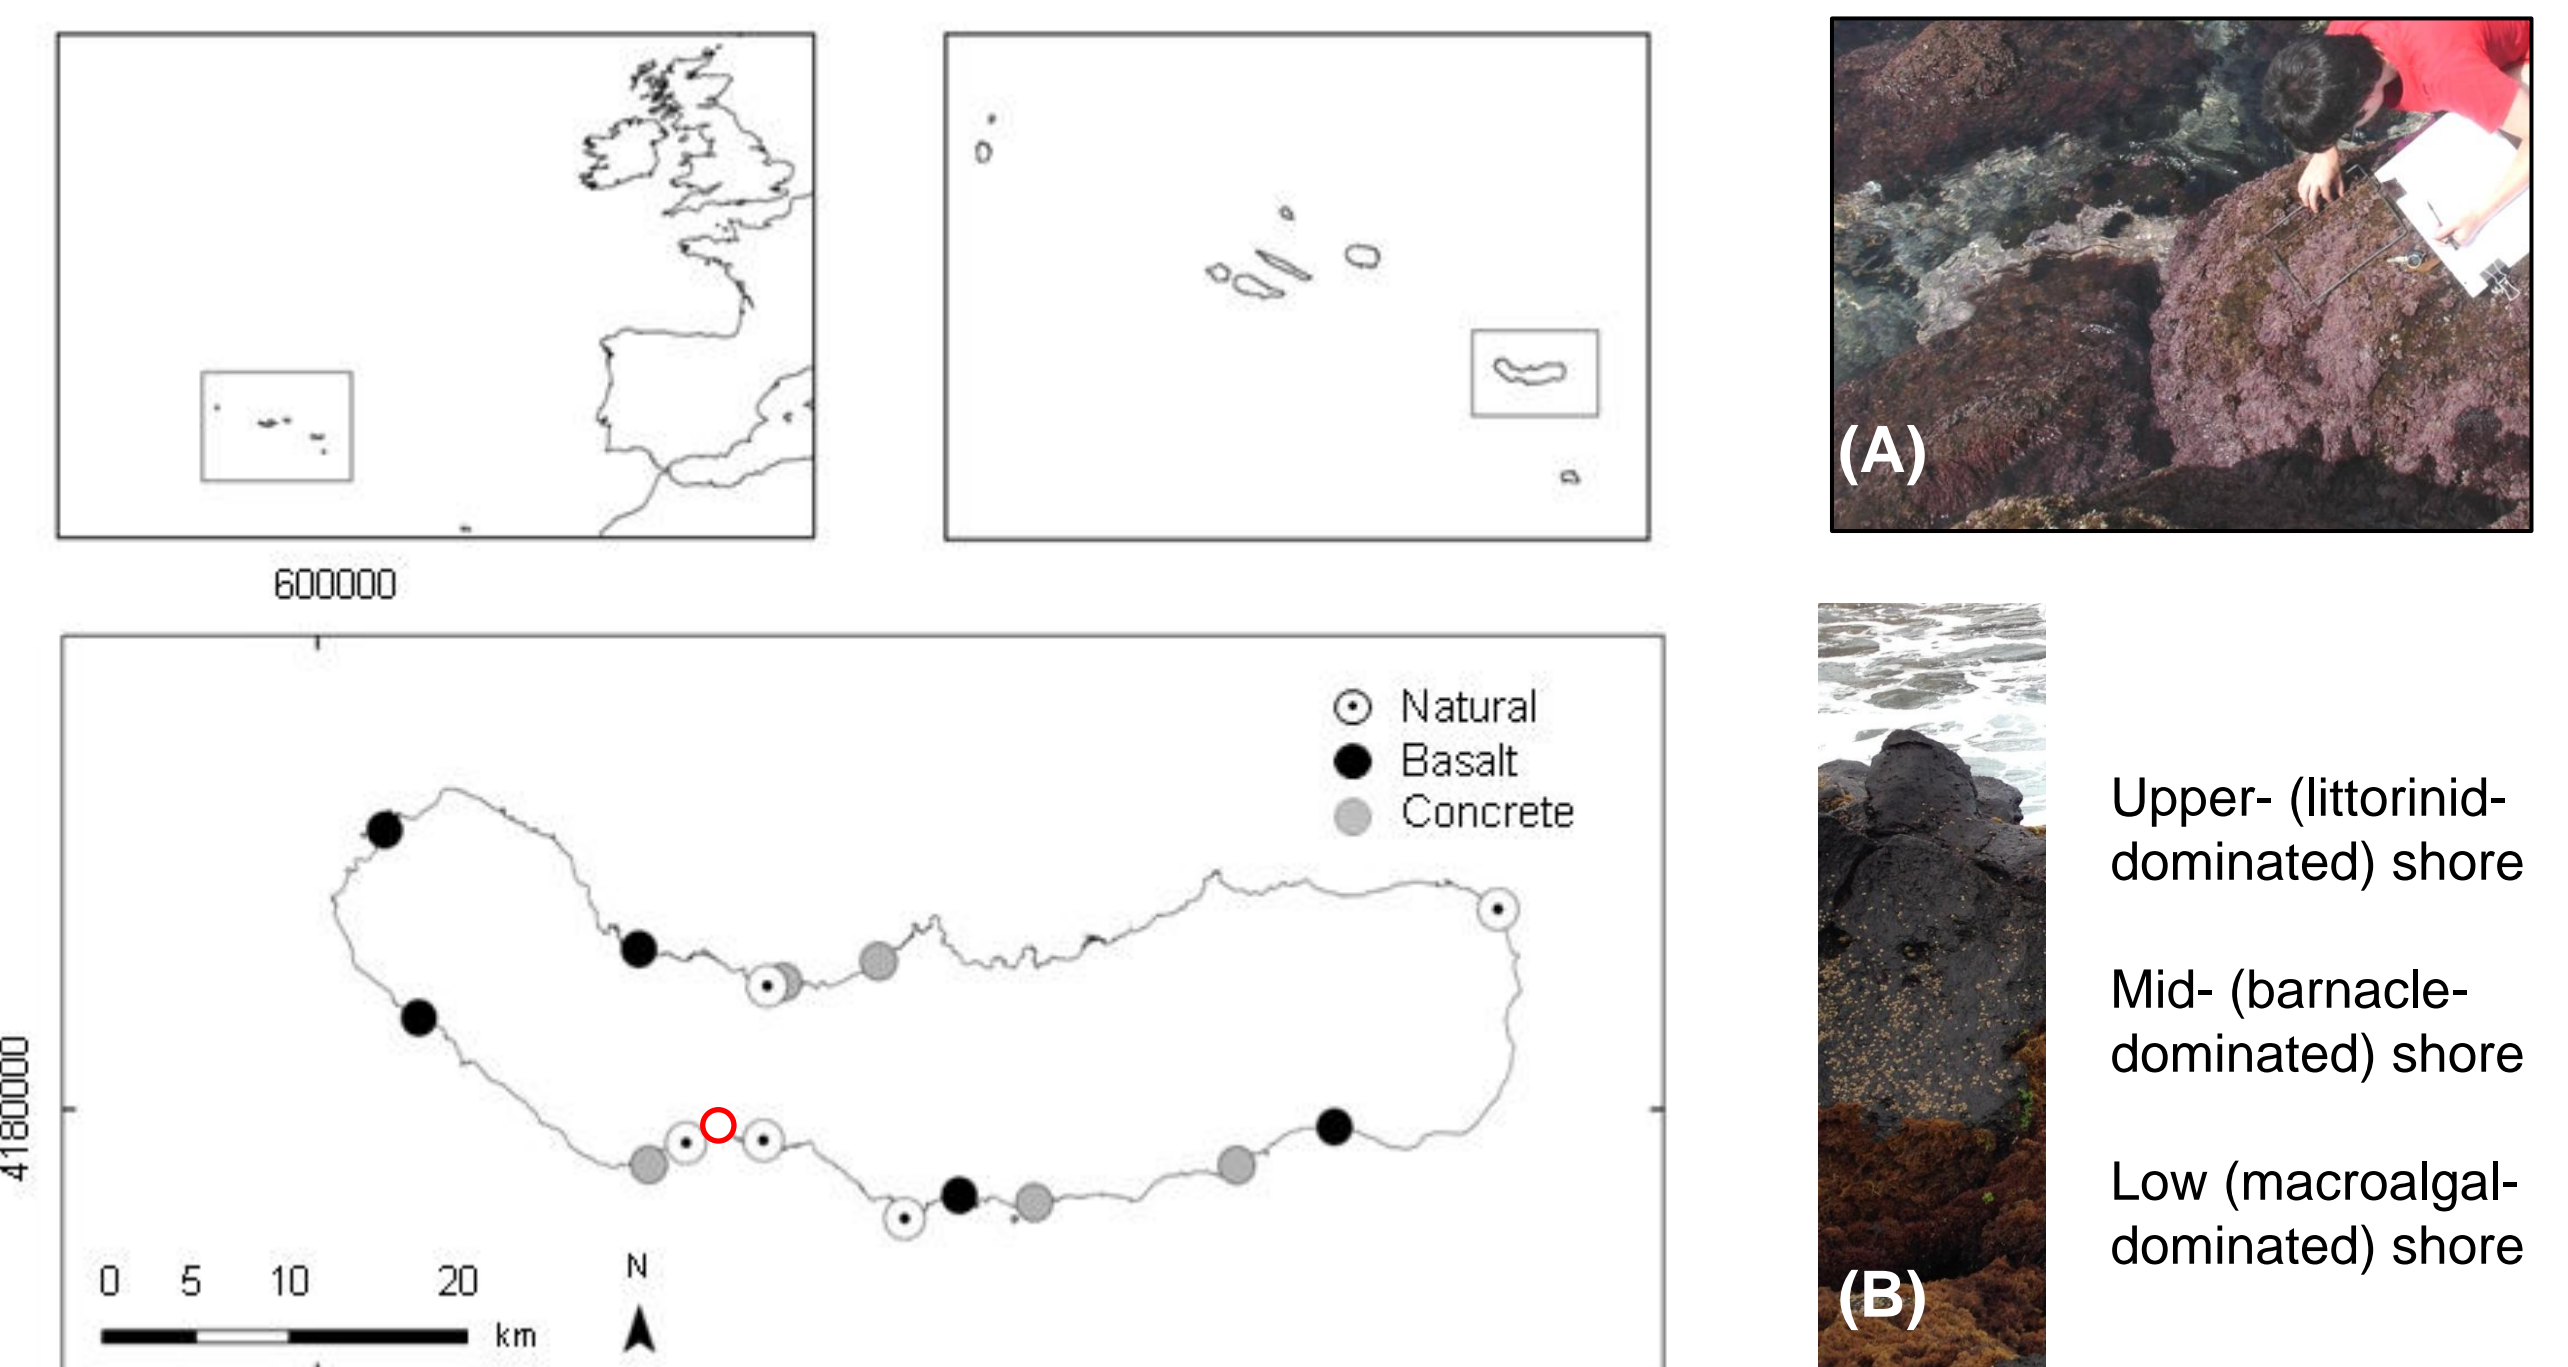 (A)
600000
Natural
Basalt
Concrete
4180000
0 5 10 20
km
N
Upper- (littorinid-
dominated) shore
Mid- (barnacle-
dominated) shore
Low (macroalgal-
dominated) shore
(B)